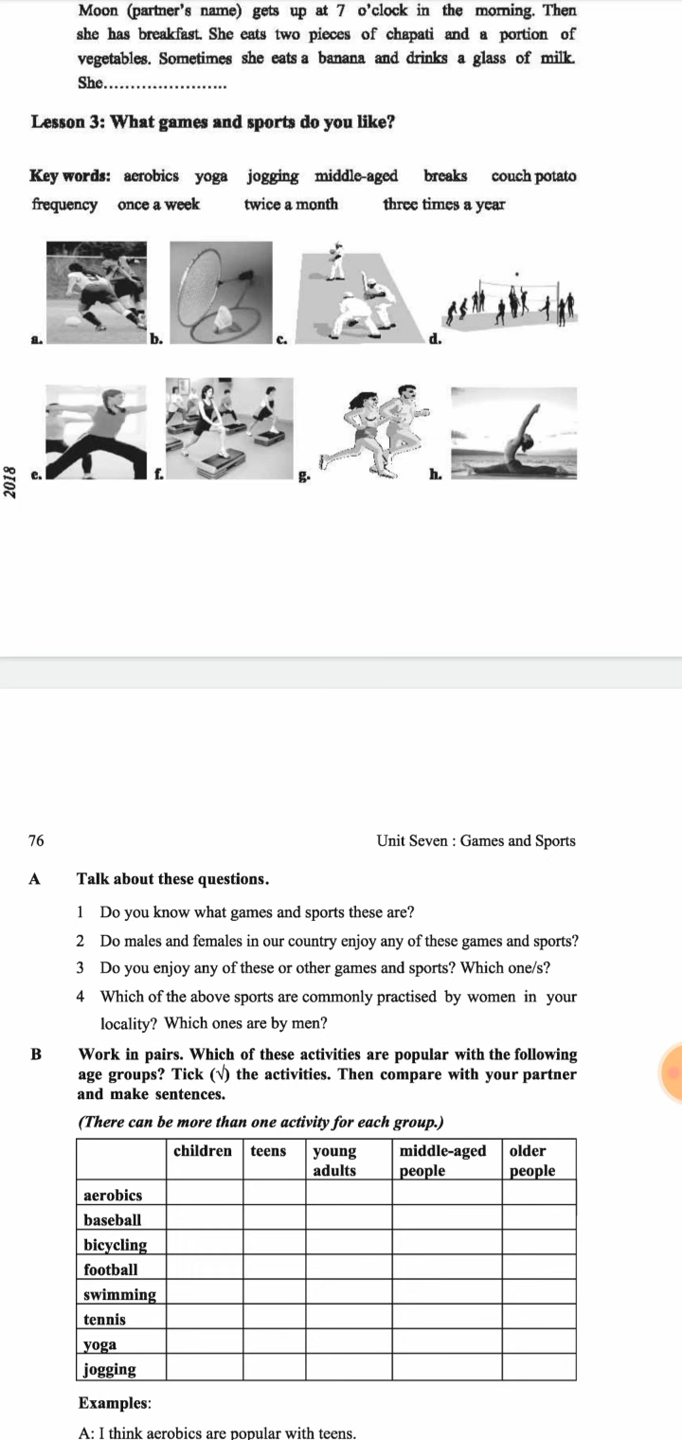 Moon (partner's name) gets up at 7 o'clock in the morning. Then
she has breakfast. She eats two pieces of chapati and a portion of
vegetables. Sometimes she eats a banana and drinks a glass of milk.
She.......................
Lesson 3: What games and sports do you like?
Key words: aerobics yoga jogging middle-aged breaks couch potato
frequency once a week twice a month three times a year
a. b. c. d.
e. f. g. h.
2018
76 Unit Seven : Games and Sports
A Talk about these questions.
1 Do you know what games and sports these are?
2 Do males and females in our country enjoy any of these games and sports?
3 Do you enjoy any of these or other games and sports? Which one/s?
4 Which of the above sports are commonly practised by women in your
locality? Which ones are by men?
B Work in pairs. Which of these activities are popular with the following
age groups? Tick (√) the activities. Then compare with your partner
and make sentences.
(There can be more than one activity for each group.)
children teens young middle-aged older
adults people people
aerobics
baseball
bicycling
football
swimming
tennis
yoga
jogging
Examples:
A: I think aerobics are popular with teens.